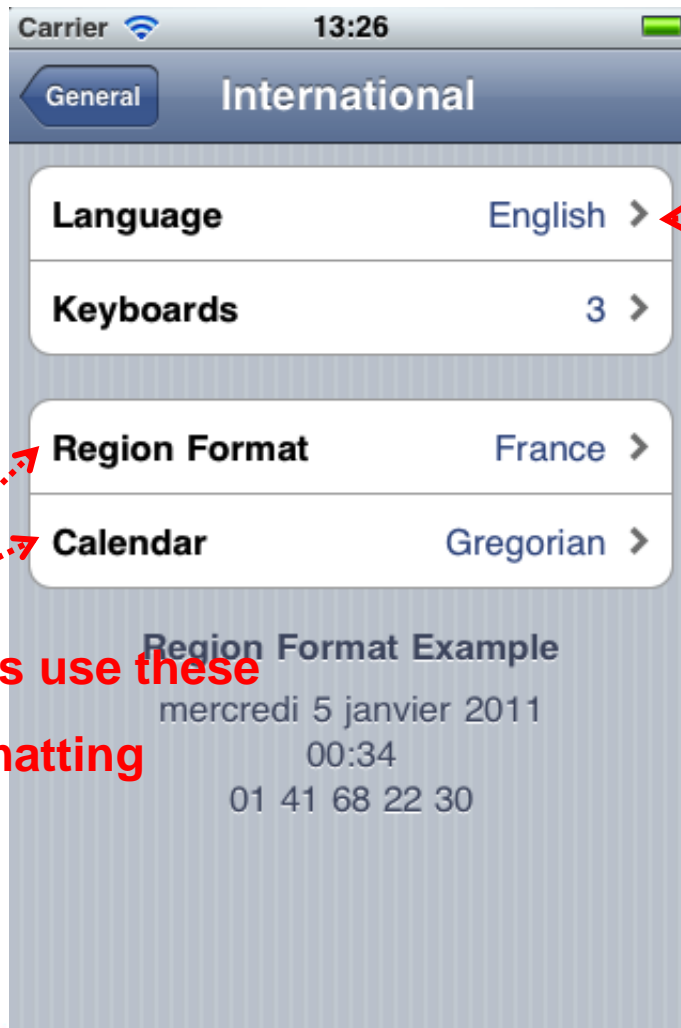 Carrier 13:26
General International
Language English
Keyboards 3
Region Format France
Calendar Gregorian
Region Format Example
s use these
mercredi 5 janvier 2011
matting
00:34
01 41 68 22 30